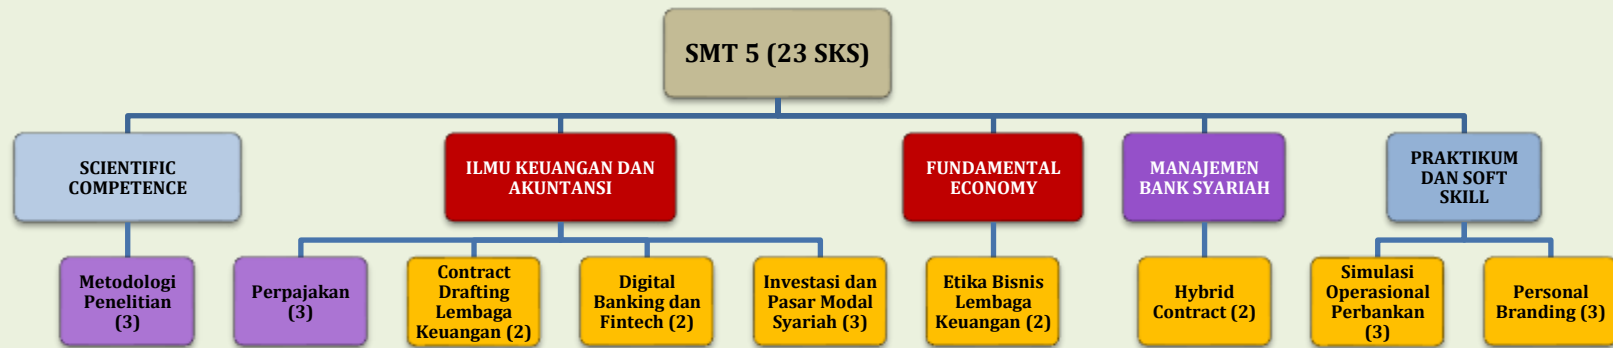 SMT 5 (23 SKS)
SCIENTIFIC
COMPETENCE
ILMU KEUANGAN DAN
AKUNTANSI
FUNDAMENTAL
ECONOMY
MANAJEMEN
BANK SYARIAH
PRAKTIKUM
DAN SOFT
SKILL
Metodologi
Penelitian
(3)
Perpajakan
(3)
Contract
Drafting
Lembaga
Keuangan (2)
Digital
Banking dan
Fintech (2)
Investasi dan
Pasar Modal
Syariah (3)
Etika Bisnis
Lembaga
Keuangan (2)
Hybrid
Contract (2)
Simulasi
Operasional
Perbankan
(3)
Personal
Branding (3)